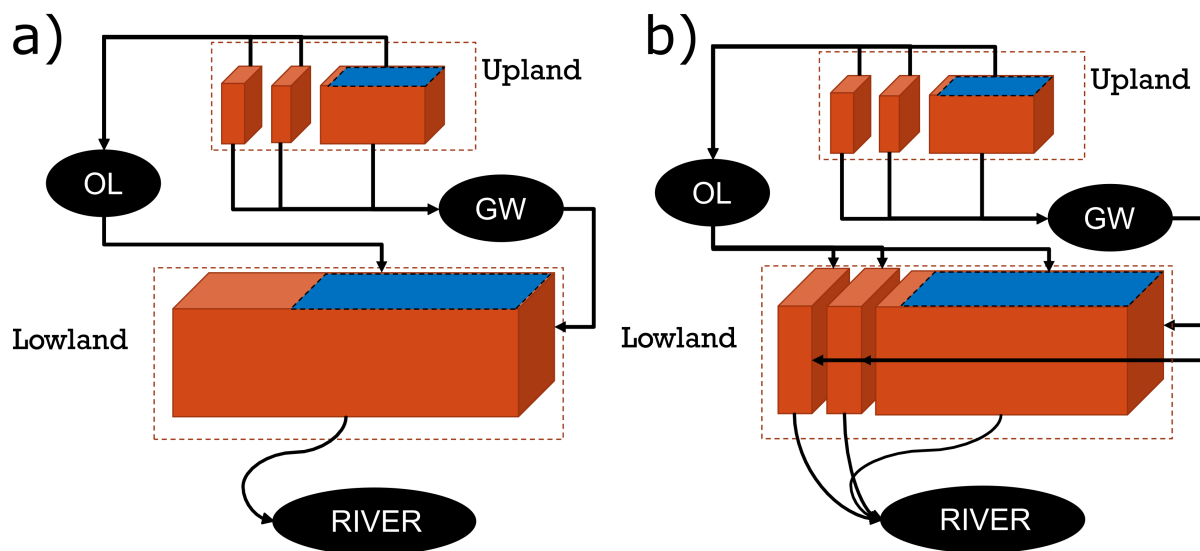 a)
Upland
OL
GW
Lowland
RIVER
b)
Upland
OL
GW
Lowland
RIVER